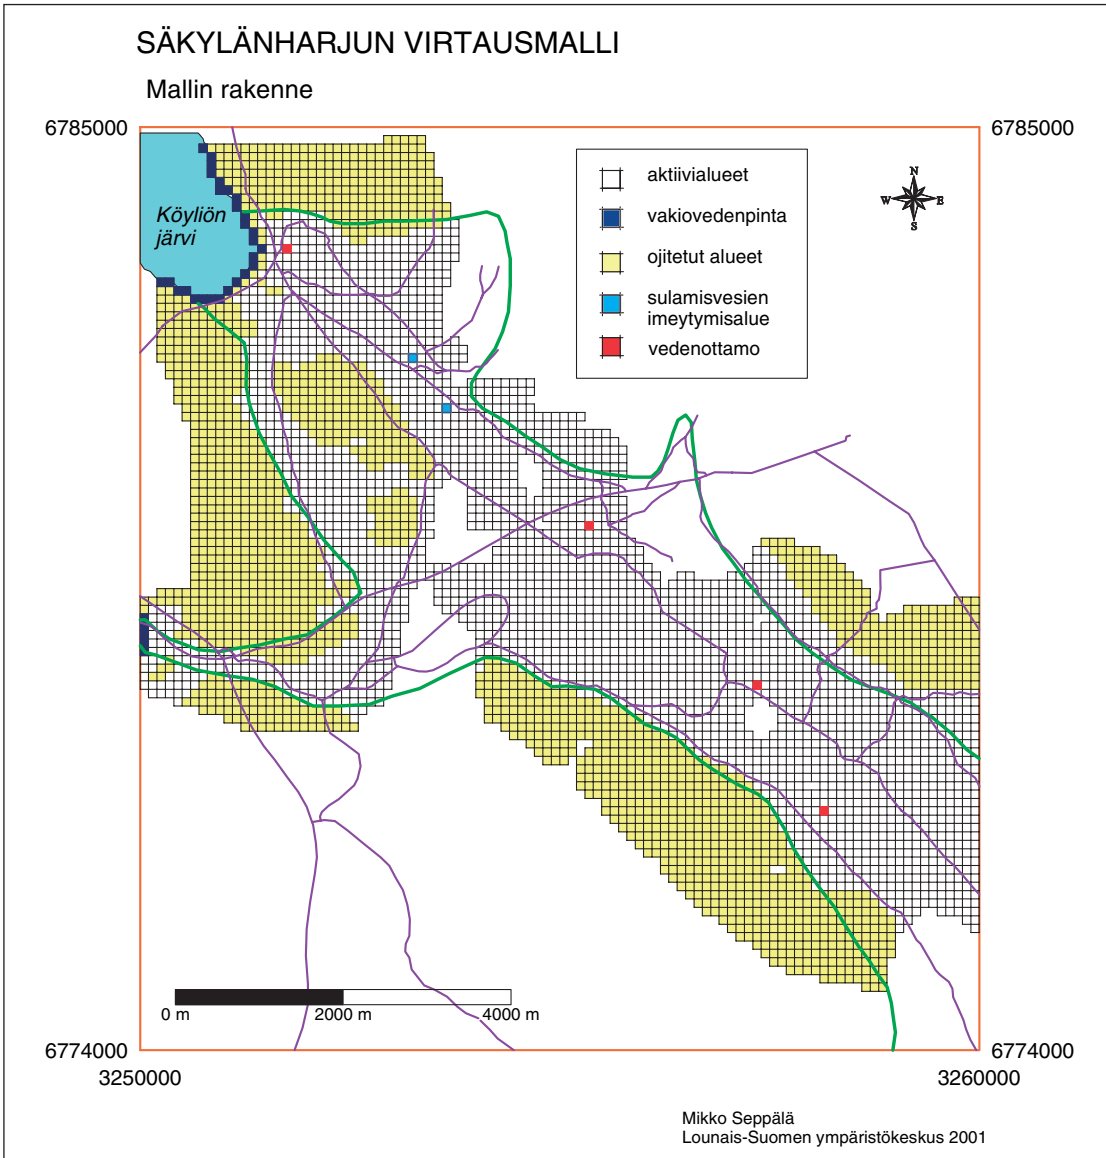 SÄKYLÄNHARJUN VIRTAUSMALLI
Mallin rakenne
6785000
6785000
Köyliön
järvi
aktiivialueet
vakiovedenpinta
ojitetut alueet
sulamisvesien
imeytymisalue
vedenottamo
N
W
E
S
0 m
2000 m
4000 m
6774000
6774000
3250000
3260000
Mikko Seppälä
Lounais-Suomen ympäristökeskus 2001